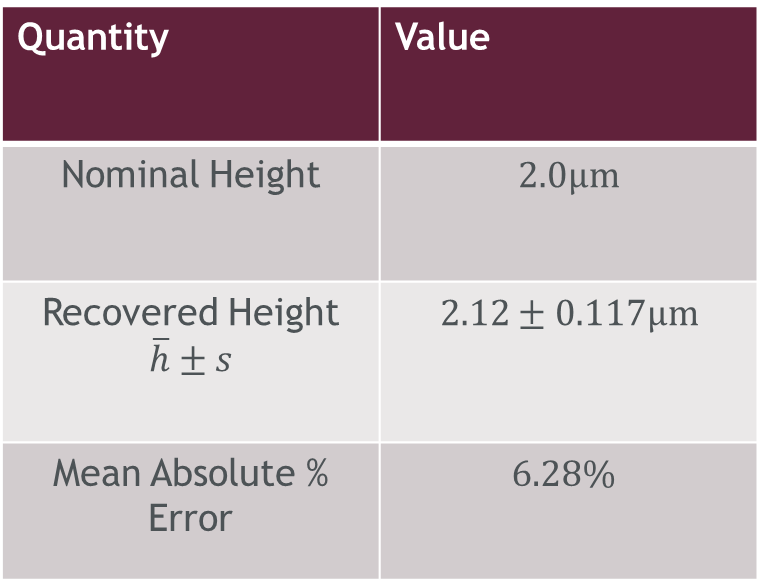 Quantity Value
Nominal Height 2.0μm
Recovered Height 2.12 ± 0.117μm
h̄ ± s
Mean Absolute % 6.28%
Error